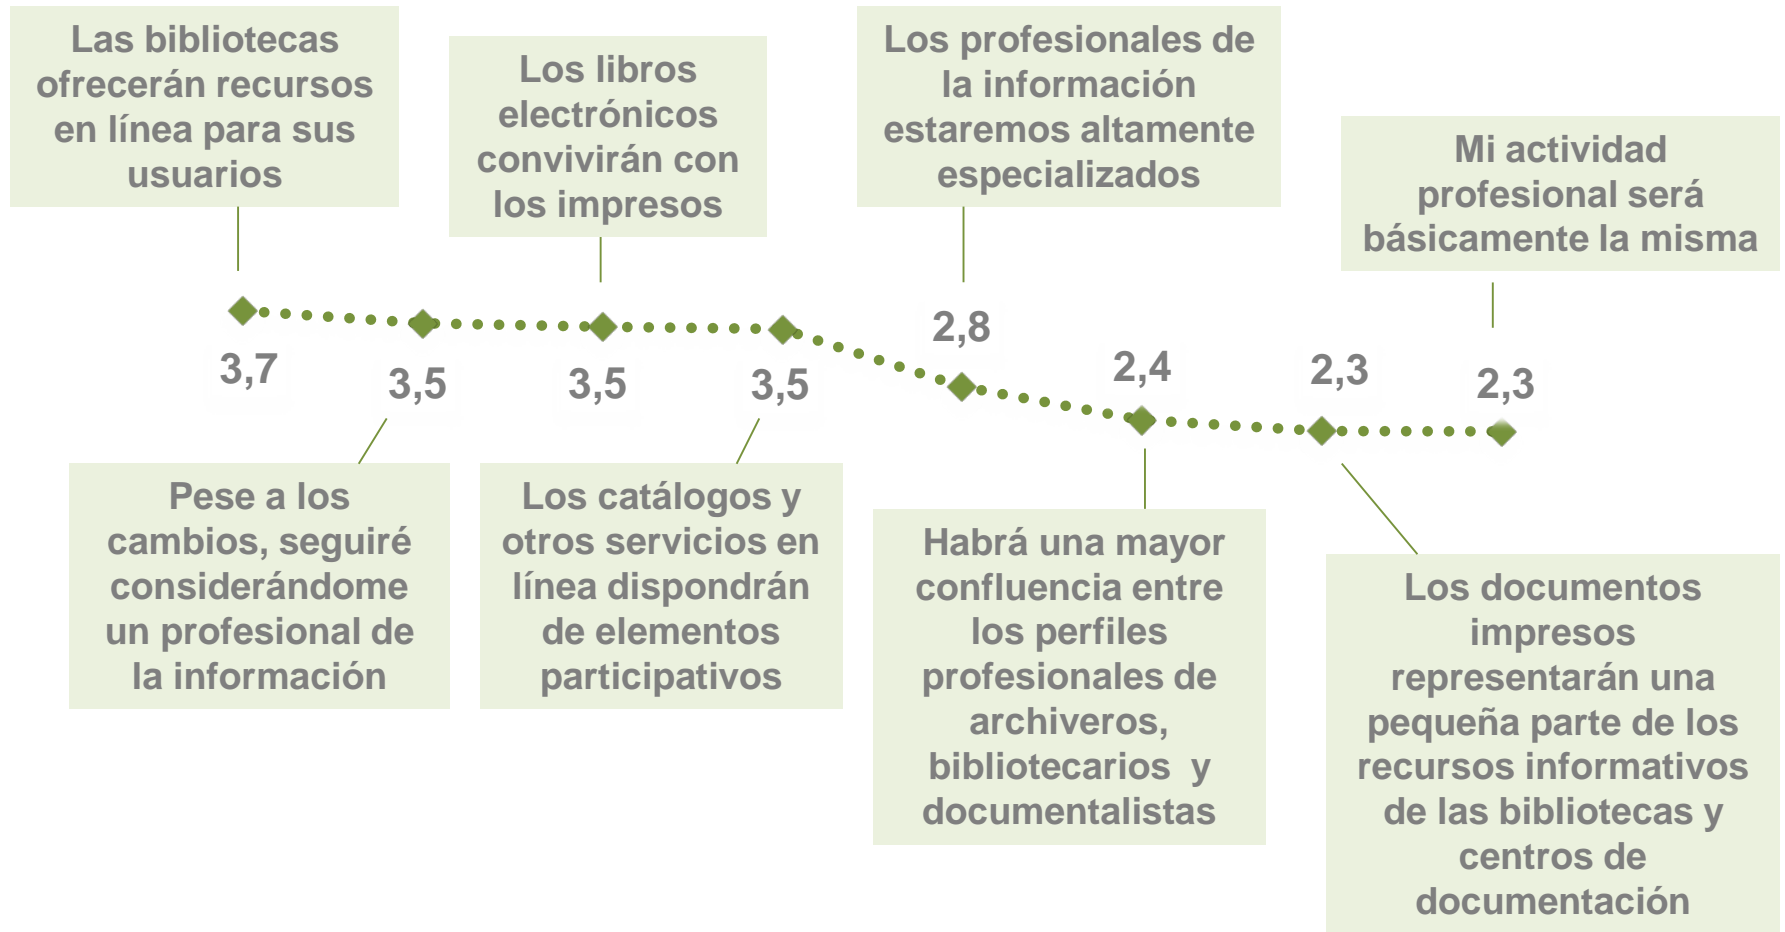 Las bibliotecas
ofrecerán recursos
en línea para sus
usuarios
Los libros
electrónicos
convivirán con
los impresos
Los profesionales de
la información
estaremos altamente
especializados
Mi actividad
profesional será
básicamente la misma
3,7
3,5
3,5
3,5
2,8
2,4
2,3
2,3
Pese a los
cambios, seguiré
considerándome
un profesional de
la información
Los catálogos y
otros servicios en
línea dispondrán
de elementos
participativos
Habrá una mayor
confluencia entre
los perfiles
profesionales de
archiveros,
bibliotecarios y
documentalistas
Los documentos
impresos
representarán una
pequeña parte de los
recursos informativos
de las bibliotecas y
centros de
documentación